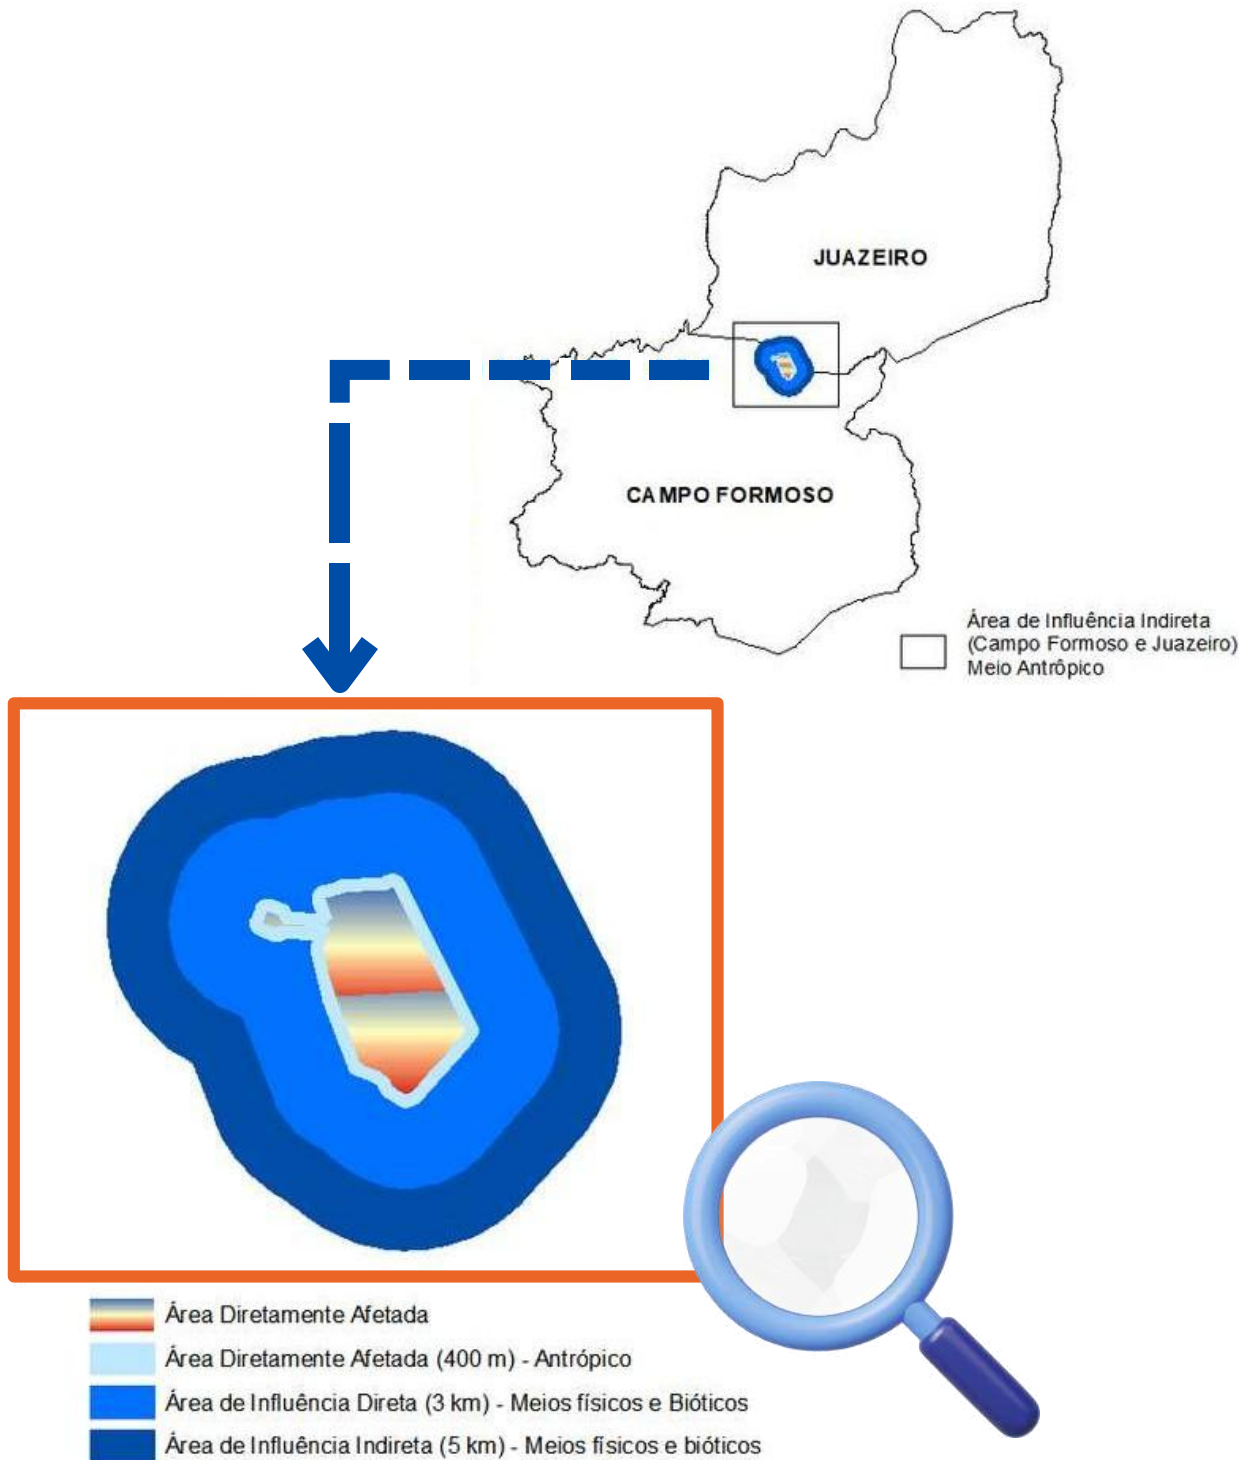 JUAZEIRO
CAMPO FORMOSO
Área de Influência Indireta
(Campo Formoso e Juazeiro)
Meio Antrôpico
Área Diretamente Afetada
Área Diretamente Afetada (400 m) - Antrópico
Área de Influência Direta (3 km) - Meios físicos e Bióticos
Área de Influência Indireta (5 km) - Meios físicos e bióticos